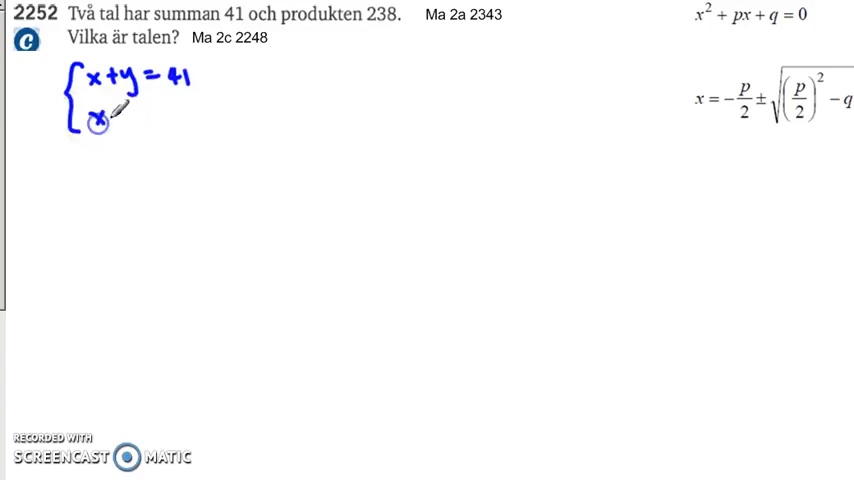 2252 Två tal har summan 41 och produkten 238. Ma 2a 2343
C Vilka är talen? Ma 2c 2248
x+y=41
x
x² + px + q = 0
x = -p/2 ± √((p/2)² - q
RECORDED WITH
SCREENCAST MATIC